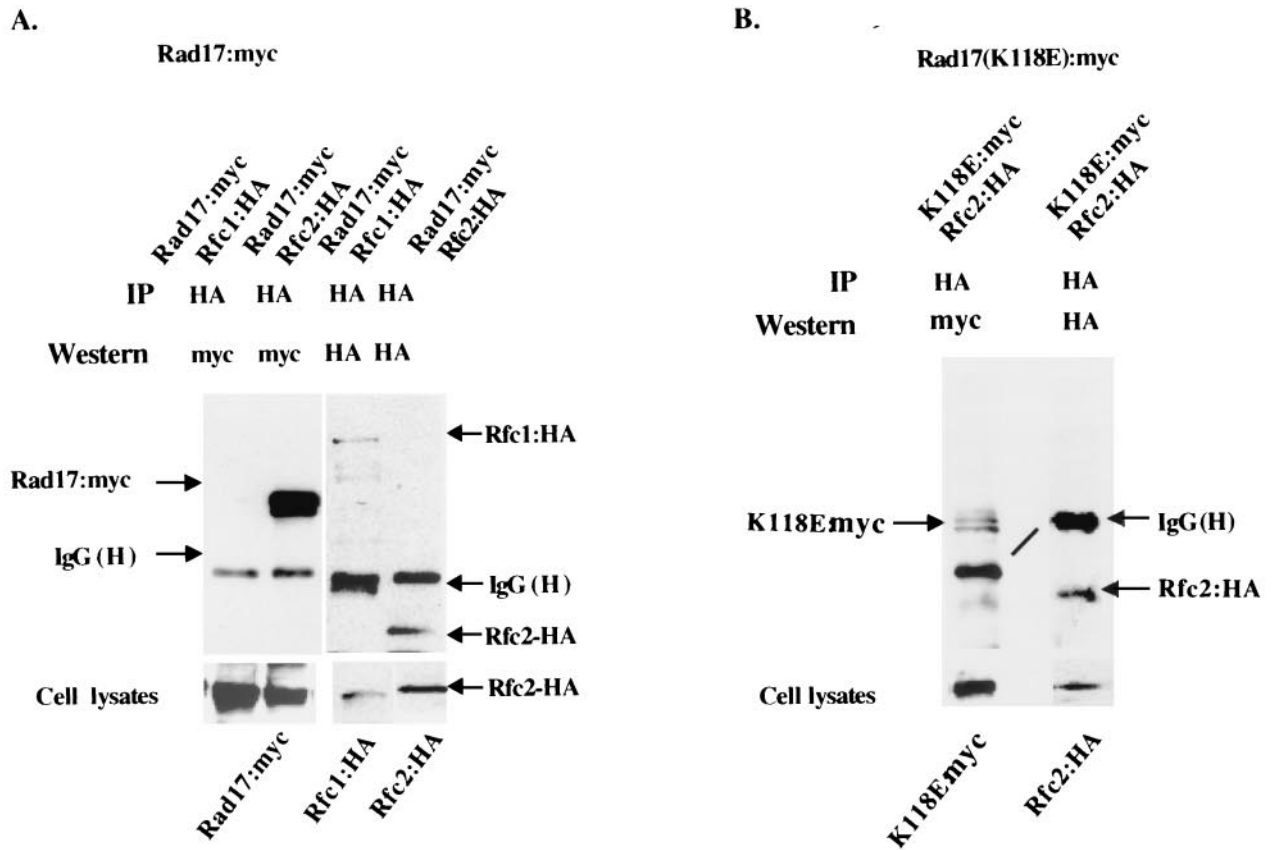 A.
Rad17:myc
Rad17:myc
Rfc1:HA
Rad17:myc
Rfc2:HA
Rad17:myc
Rfc1:HA
Rad17:myc
Rfc2:HA
IP HA HA HA HA
Western myc myc HA HA
Rfc1:HA
Rad17:myc
IgG (H)
IgG (H)
Rfc2-HA
Cell lysates
Rfc2-HA
Rad17:myc
Rfc1:HA
Rfc2:HA
B.
Rad17(K118E):myc
K118E:myc
Rfc2:HA
K118E:myc
Rfc2:HA
IP HA HA
Western myc HA
K118E:myc
IgG (H)
Rfc2:HA
Cell lysates
K118E:myc
Rfc2:HA